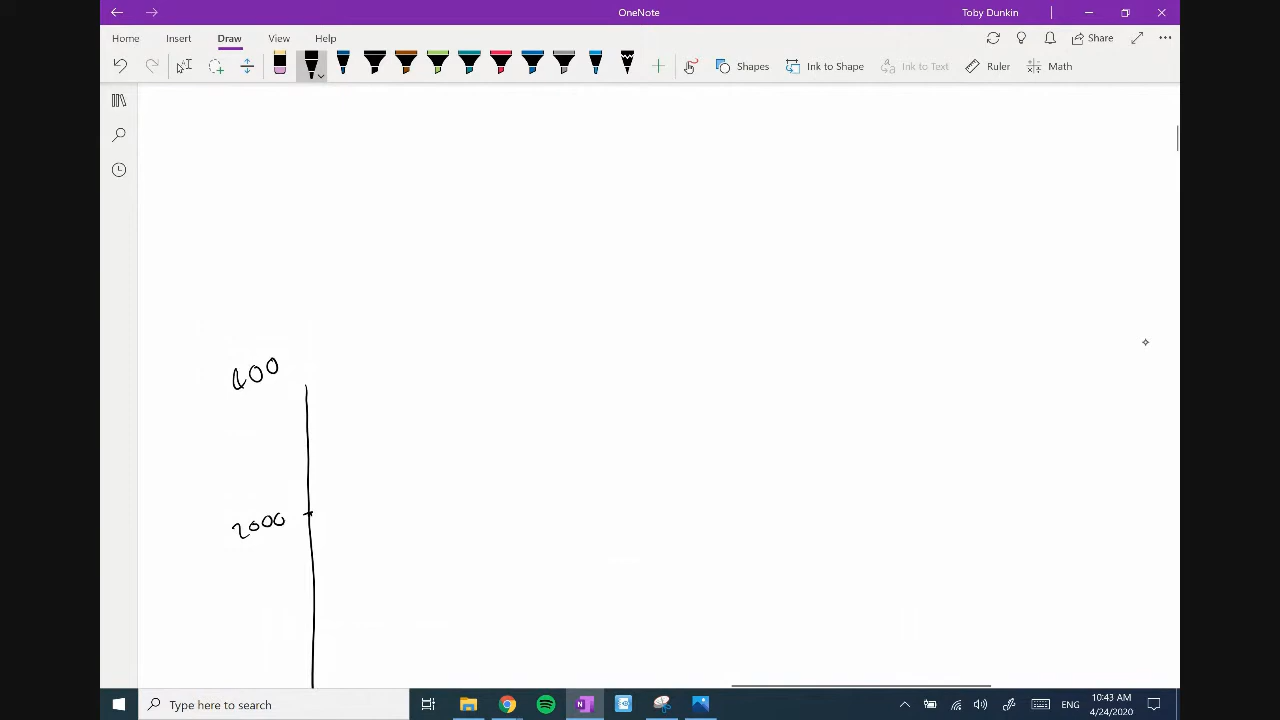 OneNote
Toby Dunkin
Home Insert Draw View Help
Share
Shapes Ink to Shape Ink to Text Ruler Math
2000
Type here to search
ENG
10:43 AM
4/24/2020